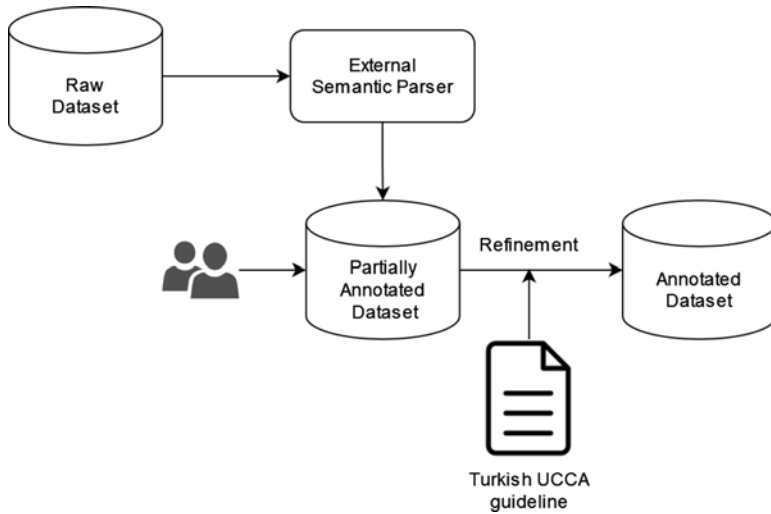 Raw
Dataset
External
Semantic Parser
Partially
Annotated
Dataset
Refinement
Annotated
Dataset
Turkish UCCA
guideline